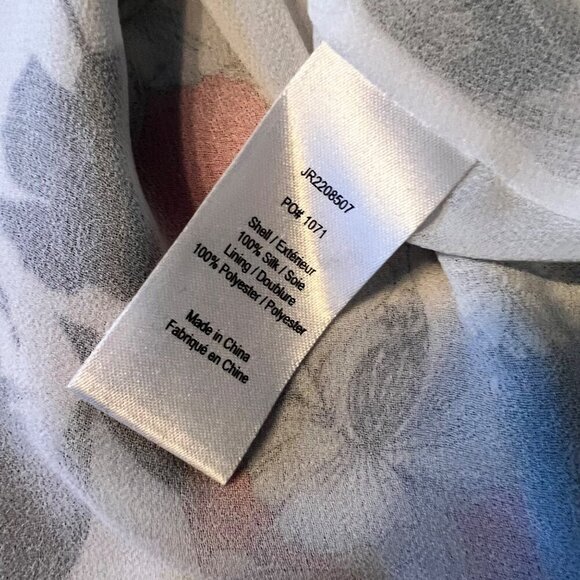 JR2208507
PO# 1071
Shell / Extérieur
100% Silk / Soie
Lining / Doublure
100% Polyester / Polyester
Made in China
Fabriqué en Chine